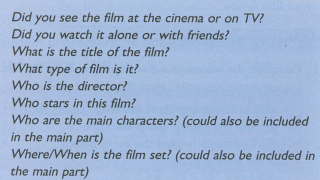 Did you see the film at the cinema or on TV?
Did you watch it alone or with friends?
What is the title of the film?
What type of film is it?
Who is the director?
Who stars in this film?
Who are the main characters? (could also be included
in the main part)
Where/When is the film set? (could also be included in
the main part)